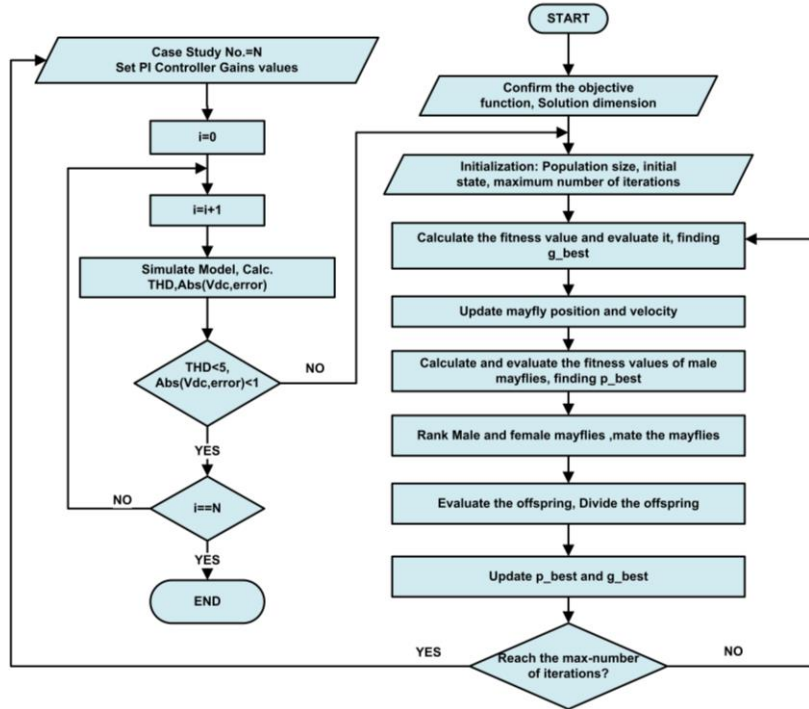 START
Confirm the objective
function, Solution dimension
Initialization: Population size, initial
state, maximum number of iterations
Calculate the fitness value and evaluate it, finding
g_best
Update mayfly position and velocity
Calculate and evaluate the fitness values of male
mayflies, finding p_best
Rank Male and female mayflies ,mate the mayflies
Evaluate the offspring, Divide the offspring
Update p_best and g_best
Reach the max-number
of iterations?
YES
NO
Case Study No.=N
Set PI Controller Gains values
i=0
i=i+1
Simulate Model, Calc.
THD,Abs(Vdc,error)
THD<5,
Abs(Vdc,error)<1
NO
YES
i==N
NO
YES
END